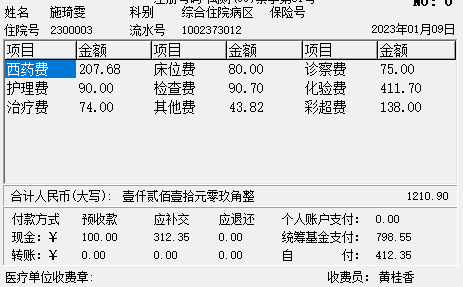 NO: 0
姓名 施琦雯 科别 综合住院病区 保险号
住院号 2300003 流水号 1002373012 2023年01月09日
项目 金额 项目 金额 项目 金额
西药费 207.68 床位费 80.00 诊察费 75.00
护理费 90.00 检查费 90.70 化验费 411.70
治疗费 74.00 其他费 43.82 彩超费 138.00
合计人民币(大写): 壹仟贰佰壹拾元零玖角整 1210.90
付款方式 预收款 应补交 应退还 个人账户支付: 0.00
现金:￥ 100.00 312.35 0.00 统筹基金支付: 798.55
转账:￥ 0.00 0.00 0.00 自 付: 412.35
医疗单位收费章: 收费员: 黄桂香